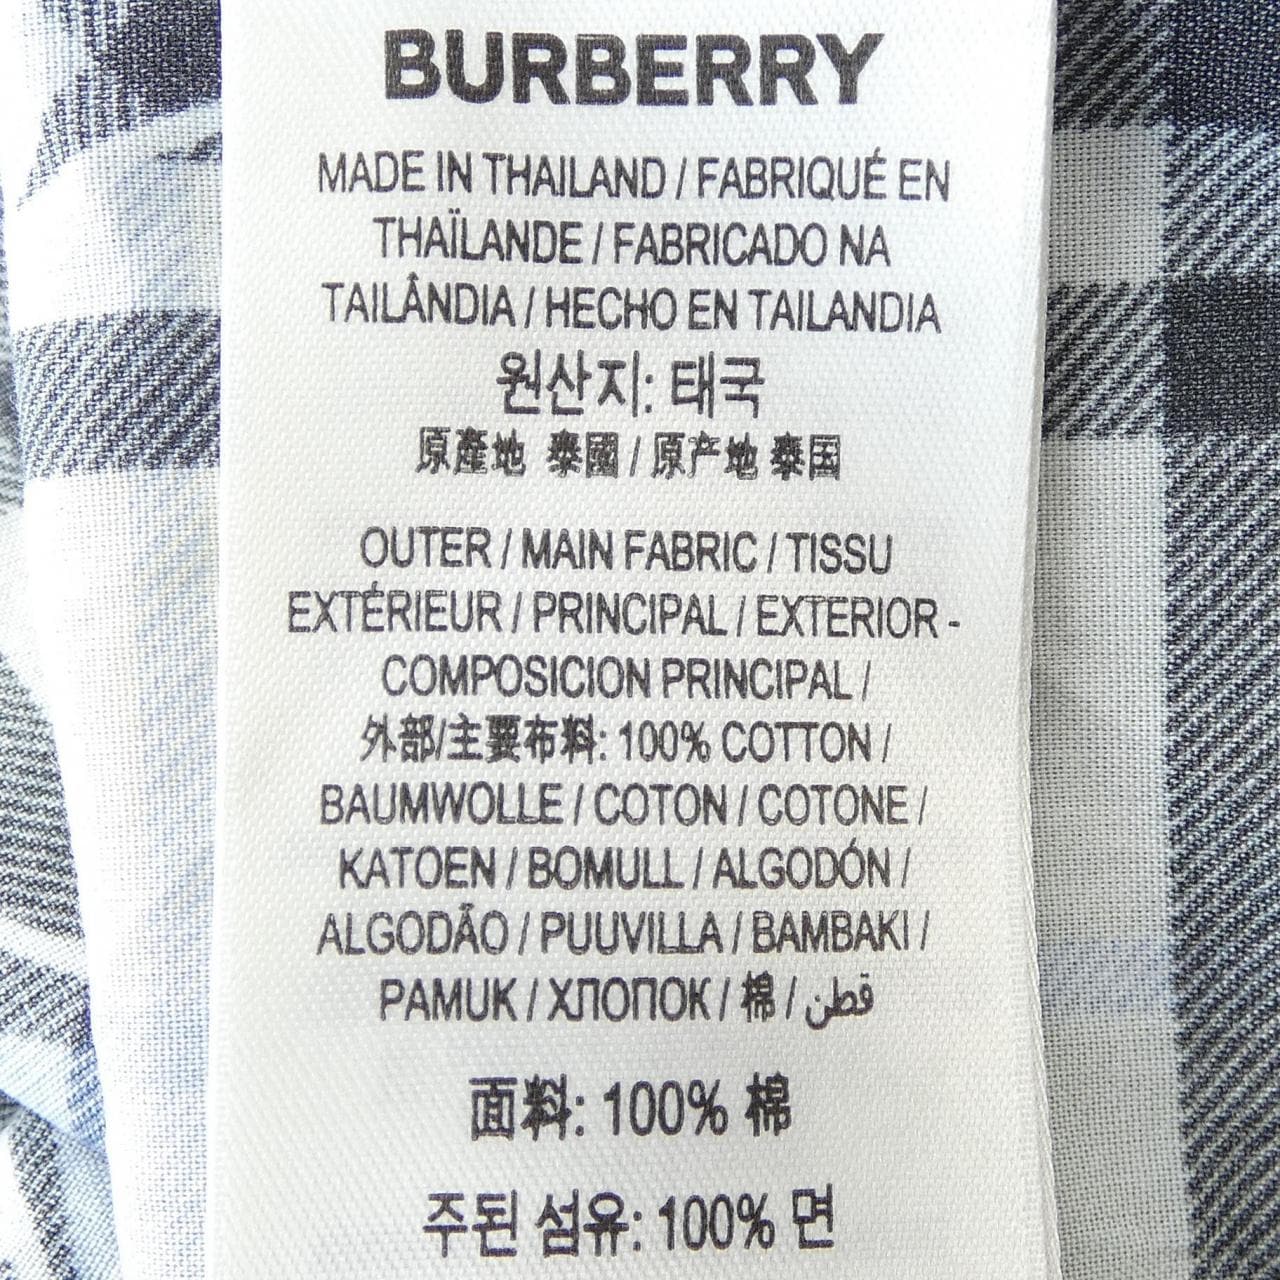 BURBERRY
MADE IN THAILAND / FABRIQUÉ EN
THAÏLANDE / FABRICADO NA
TAILÂNDIA / HECHO EN TAILANDIA
원산지: 태국
原產地 泰國 / 原产地 泰国
OUTER / MAIN FABRIC / TISSU
EXTÉRIEUR / PRINCIPAL / EXTERIOR -
COMPOSICION PRINCIPAL /
外部/主要布料: 100% COTTON /
BAUMWOLLE / COTON / COTONE /
KATOEN / BOMULL / ALGODÓN /
ALGODÃO / PUUVILLA / BAMBAKI /
PAMUK / ХЛОПОК / 棉 / قطن
面料: 100% 棉
주된 섬유: 100% 면